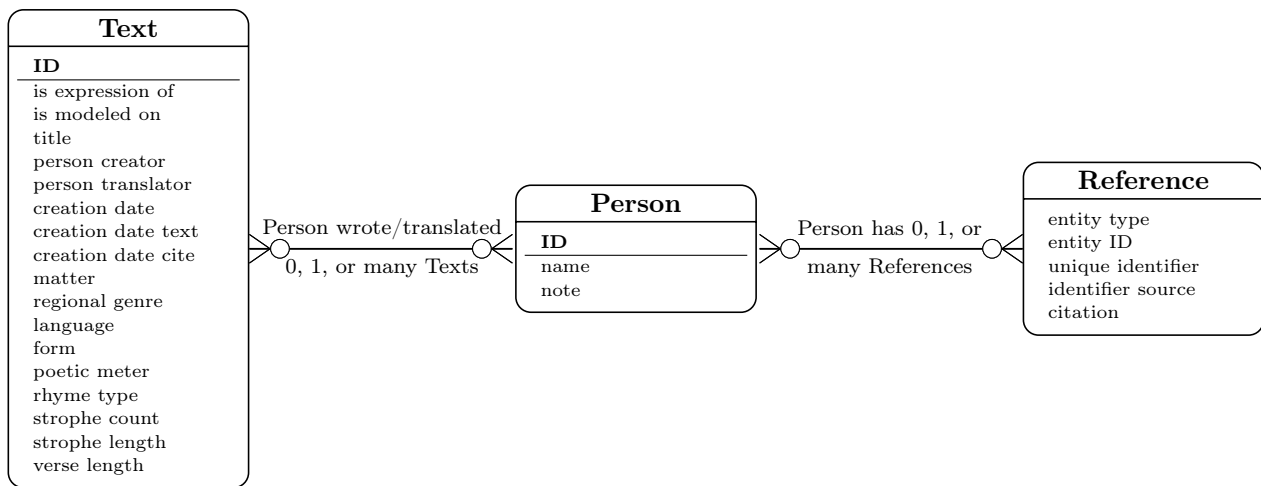 Text
ID
is expression of
is modeled on
title
person creator
person translator
creation date
creation date text
creation date cite
matter
regional genre
language
form
poetic meter
rhyme type
strophe count
strophe length
verse length
Person wrote/translated
0, 1, or many Texts
Person
ID
name
note
Person has 0, 1, or
many References
Reference
entity type
entity ID
unique identifier
identifier source
citation